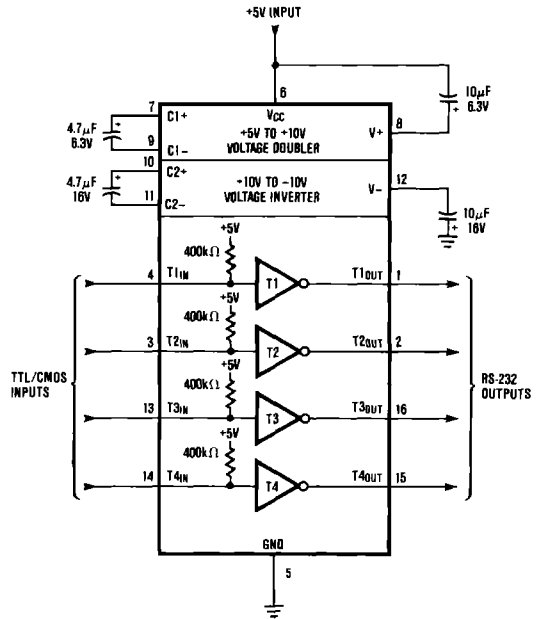 +5V INPUT
6
VCC
7
C1+
4.7µF
6.3V
9
C1−
+5V TO +10V
VOLTAGE DOUBLER
V+
8
10µF
6.3V
+
10
C2+
4.7µF
16V
11
C2−
+10V TO −10V
VOLTAGE INVERTER
V−
12
10µF
16V
+
+5V
400kΩ
4
T1IN
T1
T1OUT
1
+5V
400kΩ
3
T2IN
T2
T2OUT
2
TTL/CMOS
INPUTS
RS-232
OUTPUTS
+5V
400kΩ
13
T3IN
T3
T3OUT
16
+5V
400kΩ
14
T4IN
T4
T4OUT
15
GND
5